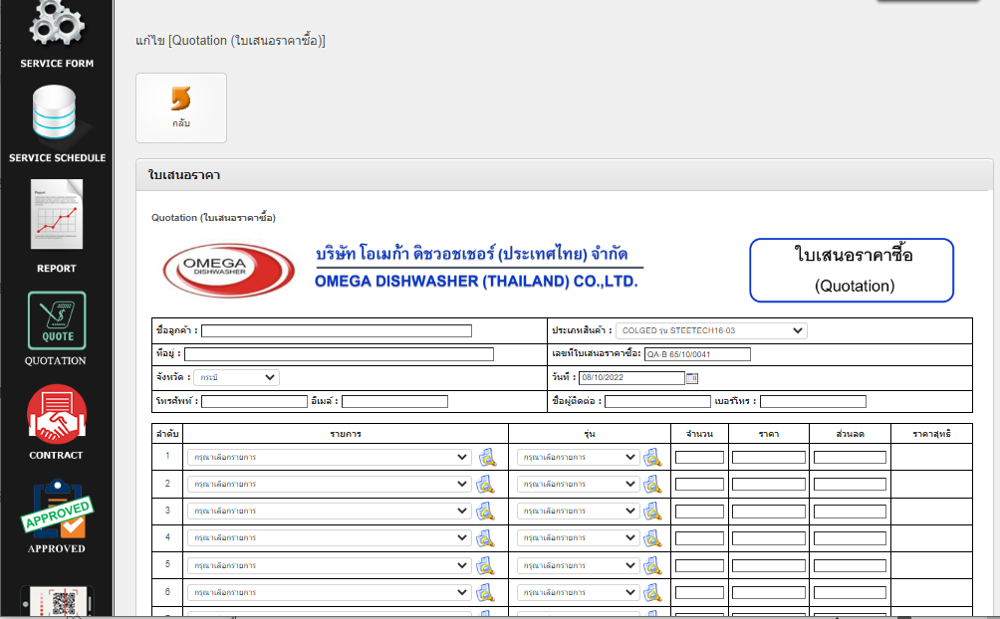 SERVICE FORM
SERVICE SCHEDULE
Report
REPORT
QUOTE
QUOTATION
CONTRACT
APPROVED
APPROVED
แก้ไข [Quotation (ใบเสนอราคาซื้อ)]
กลับ
ใบเสนอราคา
Quotation (ใบเสนอราคาซื้อ)
OMEGA
DISHWASHER
บริษัท โอเมก้า ดิชวอชเชอร์ (ประเทศไทย) จำกัด
OMEGA DISHWASHER (THAILAND) CO.,LTD.
ใบเสนอราคาซื้อ
(Quotation)
ชื่อลูกค้า : ประเภทสินค้า : COLGED รุ่น STEETECH16-03
ที่อยู่ : เลขที่ใบเสนอราคาซื้อ: QA-B 65/10/0041
จังหวัด : กระบี่ วันที่ : 08/10/2022
โทรศัพท์ : อีเมล์ : ชื่อผู้ติดต่อ : เบอร์โทร :
ลำดับ รายการ รุ่น จำนวน ราคา ส่วนลด ราคาสุทธิ
1 กรุณาเลือกรายการ กรุณาเลือกรายการ
2 กรุณาเลือกรายการ กรุณาเลือกรายการ
3 กรุณาเลือกรายการ กรุณาเลือกรายการ
4 กรุณาเลือกรายการ กรุณาเลือกรายการ
5 กรุณาเลือกรายการ กรุณาเลือกรายการ
6 กรุณาเลือกรายการ กรุณาเลือกรายการ